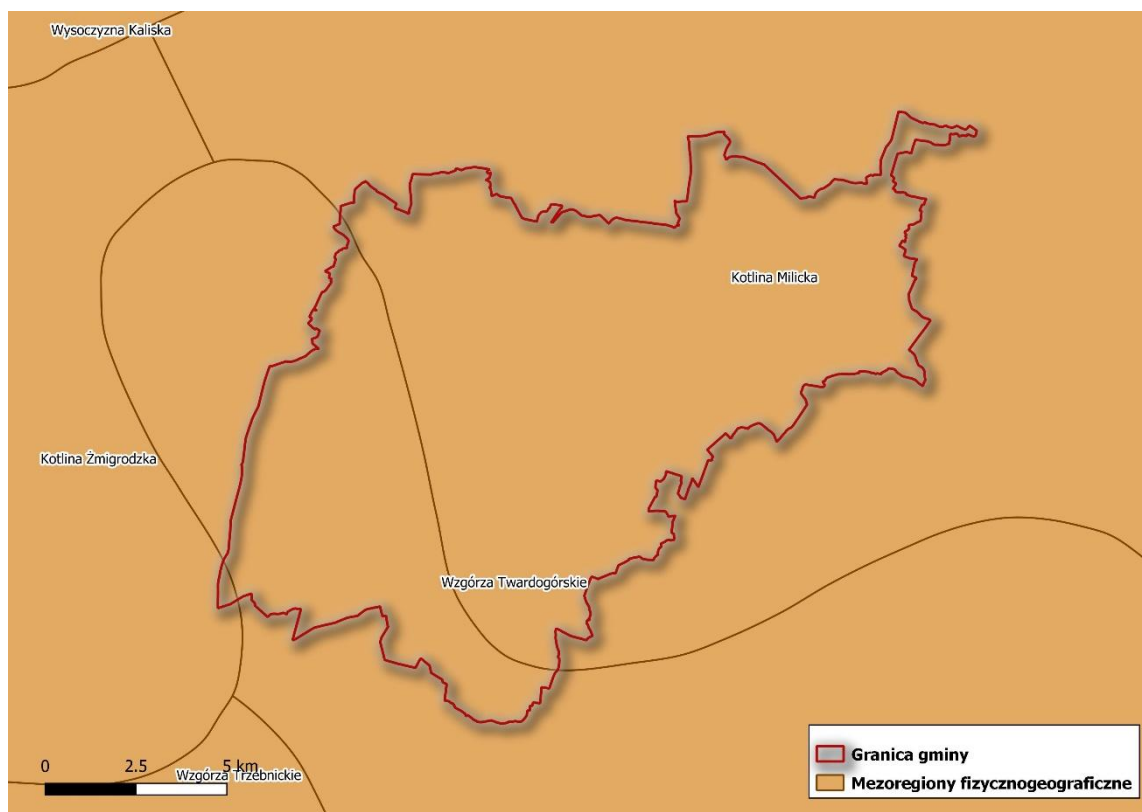 Wysoczyzna Kaliska
Kotlina Milicka
Kotlina Żmigrodzka
Wzgórza Twardogórskie
0 2.5 5 km
Wzgórza Trzebnickie
Granica gminy
Mezoregiony fizycznogeograficzne